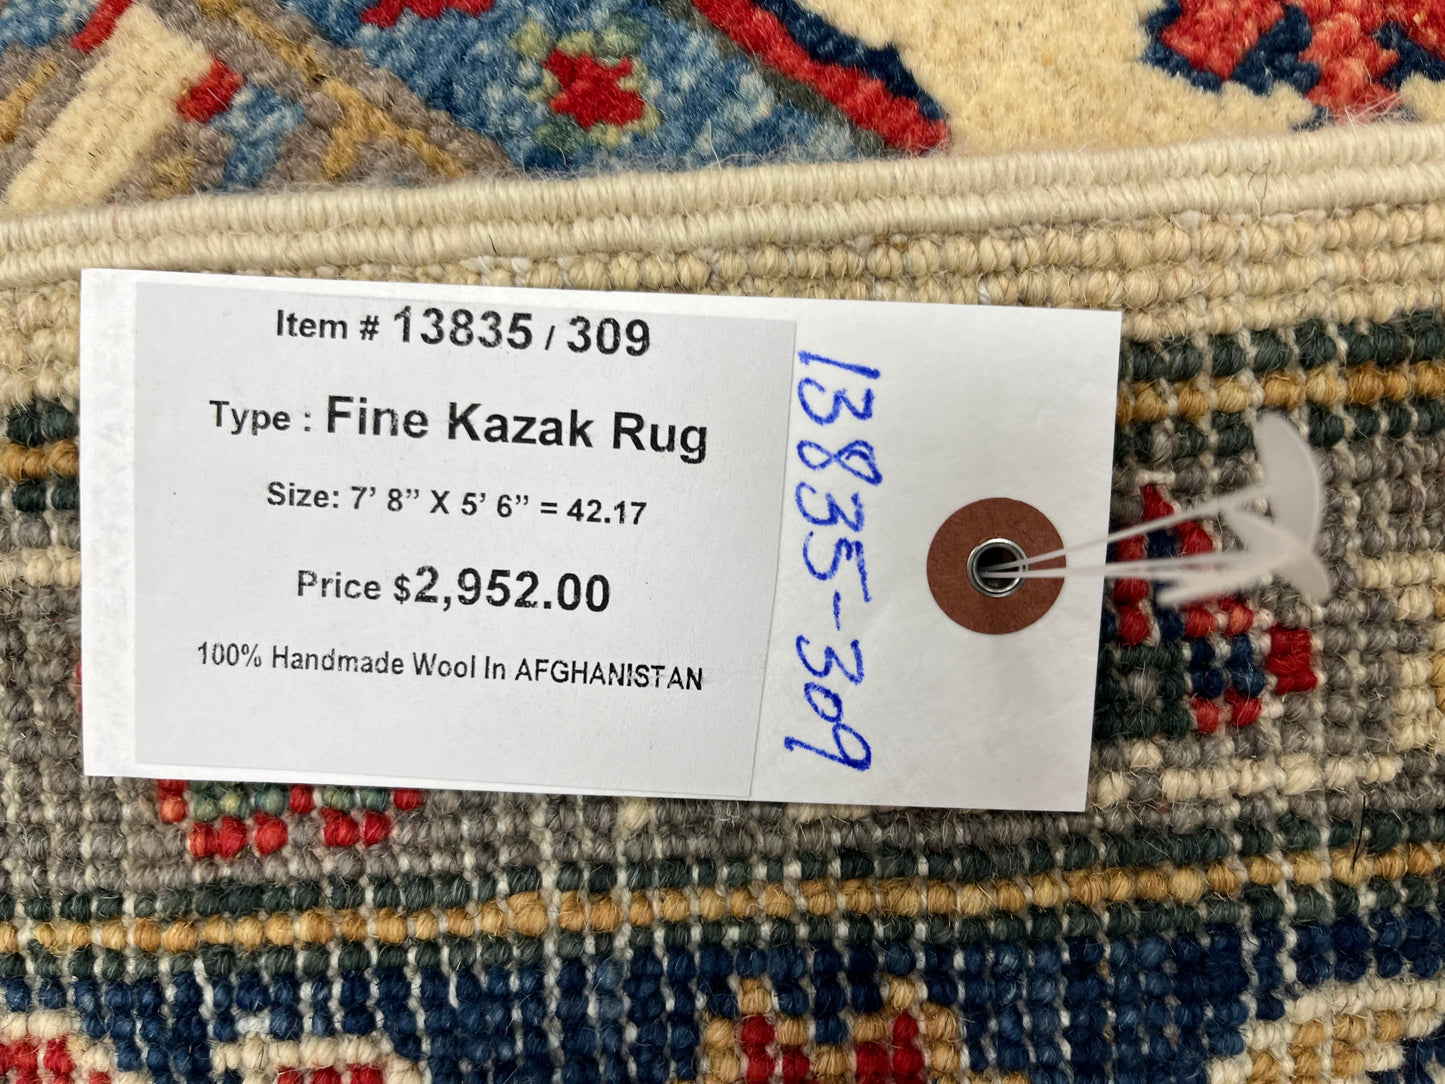 Item # 13835 / 309
Type : Fine Kazak Rug
Size: 7’ 8” X 5’ 6” = 42.17
Price $2,952.00
100% Handmade Wool In AFGHANISTAN
13835-309